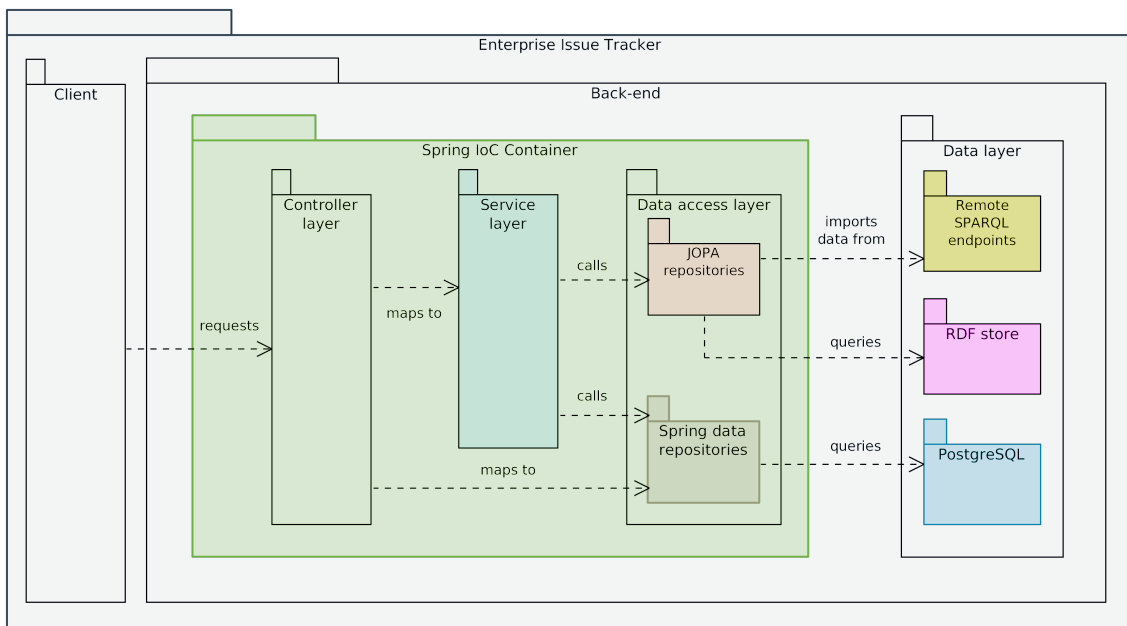 Enterprise Issue Tracker
Client
Back-end
Spring IoC Container
Data layer
Controller
layer
Service
layer
Data access layer
Remote
SPARQL
endpoints
JOPA
repositories
imports
data from
calls
maps to
requests
RDF store
queries
calls
Spring data
repositories
queries
PostgreSQL
maps to